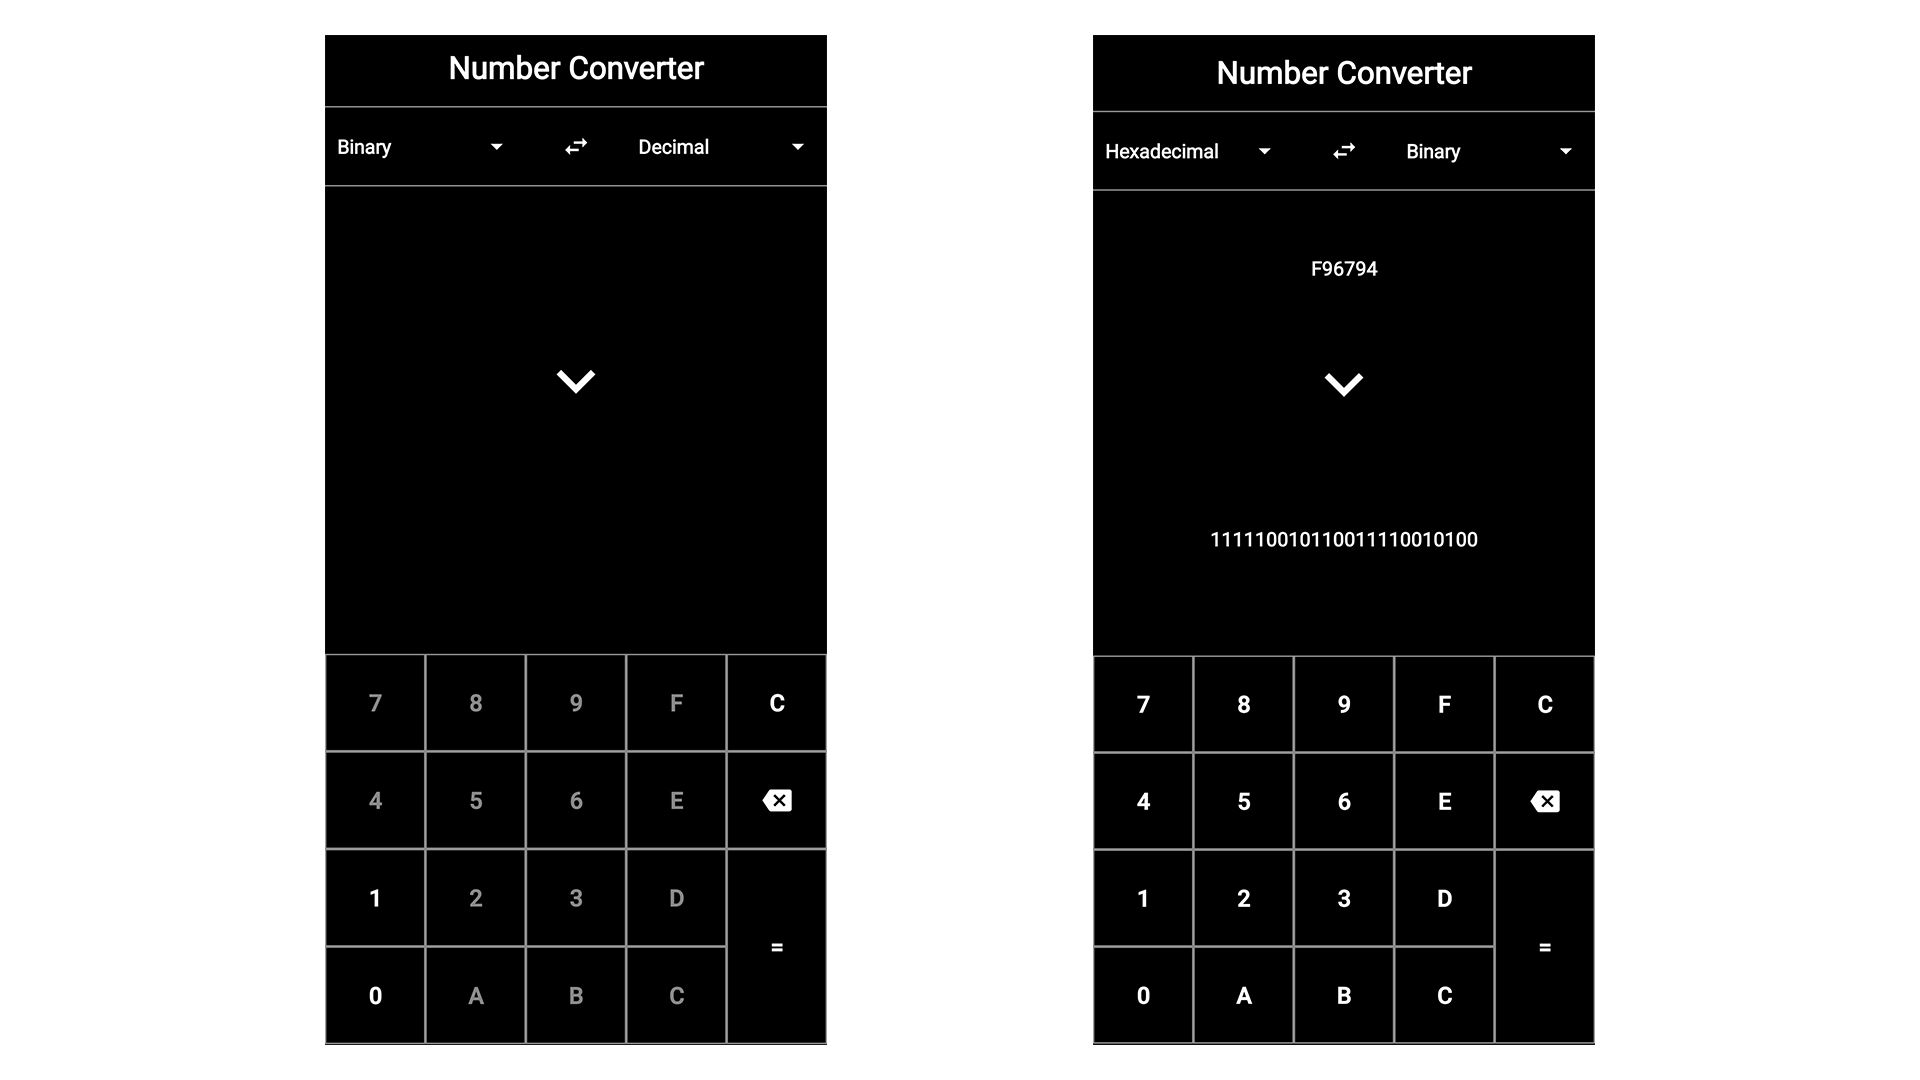 Number Converter
Binary Decimal
7 8 9 F C
4 5 6 E
1 2 3 D
=
0 A B C
Number Converter
Hexadecimal Binary
F96794
111110010110011110010100
7 8 9 F C
4 5 6 E
1 2 3 D
=
0 A B C